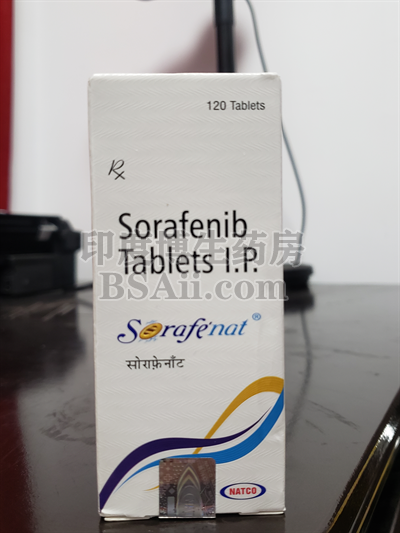 120 Tablets
Rx
Sorafenib
Tablets I.P.
印度博生药房
BSAii.com
Sorafenat®
सोराफ़ेनॉट
NATCO